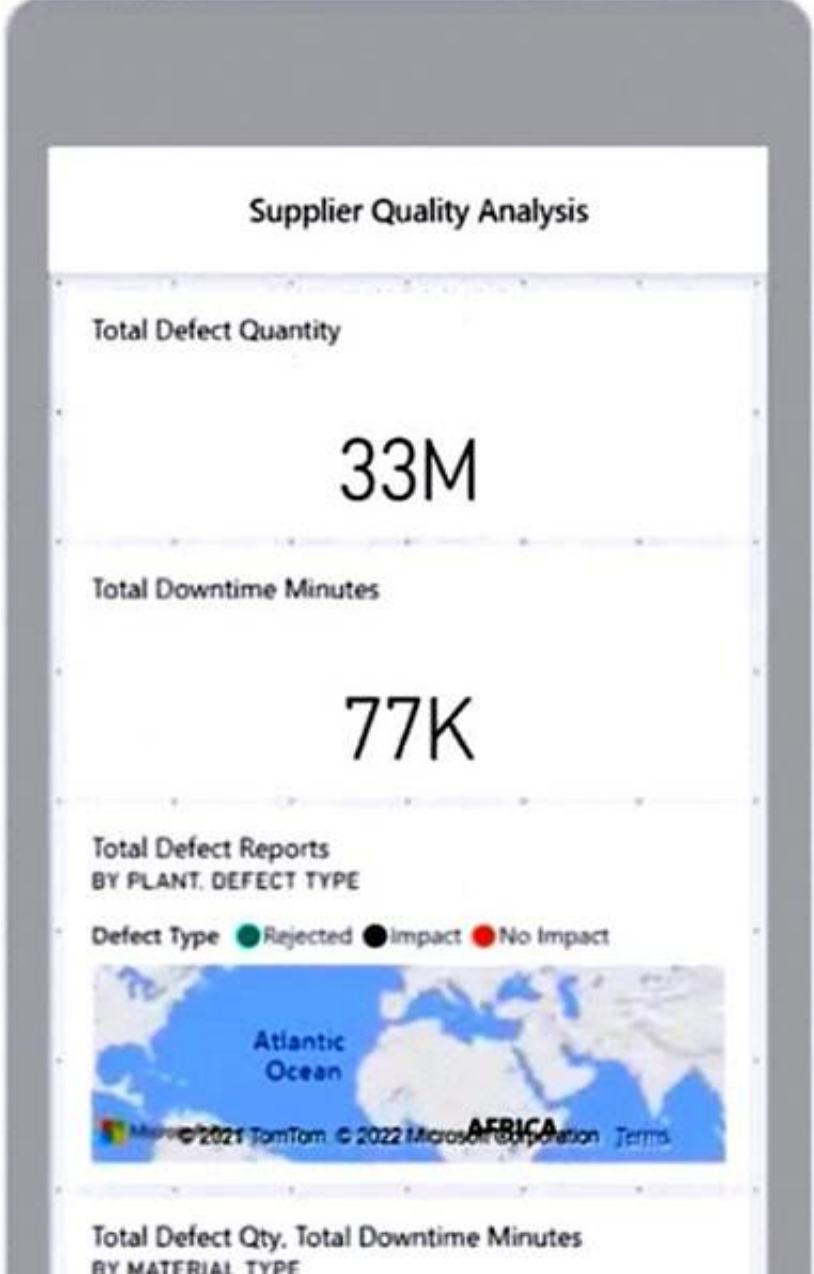 Supplier Quality Analysis
Total Defect Quantity
33M
Total Downtime Minutes
77K
Total Defect Reports
BY PLANT, DEFECT TYPE
Defect Type Rejected Impact No Impact
Atlantic
Ocean
AFRICA
© 2021 TomTom © 2022 Microsoft Corporation Terms
Total Defect Qty, Total Downtime Minutes
BY MATERIAL TYPE